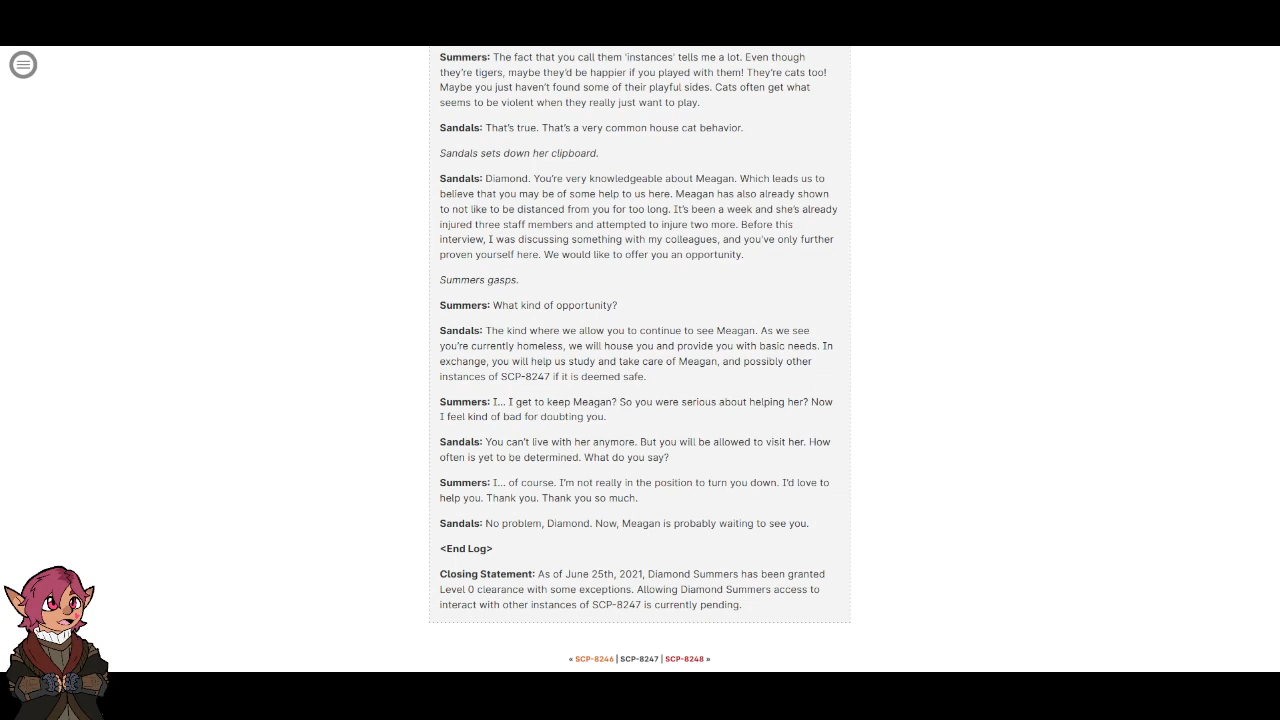 Summers: The fact that you call them 'instances' tells me a lot. Even though
they're tigers, maybe they'd be happier if you played with them! They're cats too!
Maybe you just haven't found some of their playful sides. Cats often get what
seems to be violent when they really just want to play.
Sandals: That's true. That's a very common house cat behavior.
Sandals sets down her clipboard.
Sandals: Diamond. You're very knowledgeable about Meagan. Which leads us to
believe that you may be of some help to us here. Meagan has also already shown
to not like to be distanced from you for too long. It's been a week and she's already
injured three staff members and attempted to injure two more. Before this
interview, I was discussing something with my colleagues, and you've only further
proven yourself here. We would like to offer you an opportunity.
Summers gasps.
Summers: What kind of opportunity?
Sandals: The kind where we allow you to continue to see Meagan. As we see
you're currently homeless, we will house you and provide you with basic needs. In
exchange, you will help us study and take care of Meagan, and possibly other
instances of SCP-8247 if it is deemed safe.
Summers: I... I get to keep Meagan? So you were serious about helping her? Now
I feel kind of bad for doubting you.
Sandals: You can't live with her anymore. But you will be allowed to visit her. How
often is yet to be determined. What do you say?
Summers: I... of course. I'm not really in the position to turn you down. I'd love to
help you. Thank you. Thank you so much.
Sandals: No problem, Diamond. Now, Meagan is probably waiting to see you.
<End Log>
Closing Statement: As of June 25th, 2021, Diamond Summers has been granted
Level 0 clearance with some exceptions. Allowing Diamond Summers access to
interact with other instances of SCP-8247 is currently pending.
« SCP-8246 | SCP-8247 | SCP-8248 »